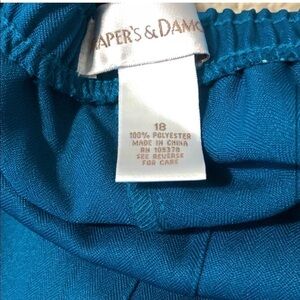 APER'S & DAMO
18
100% POLYESTER
MADE IN CHINA
RN 105378
SEE REVERSE
FOR CARE